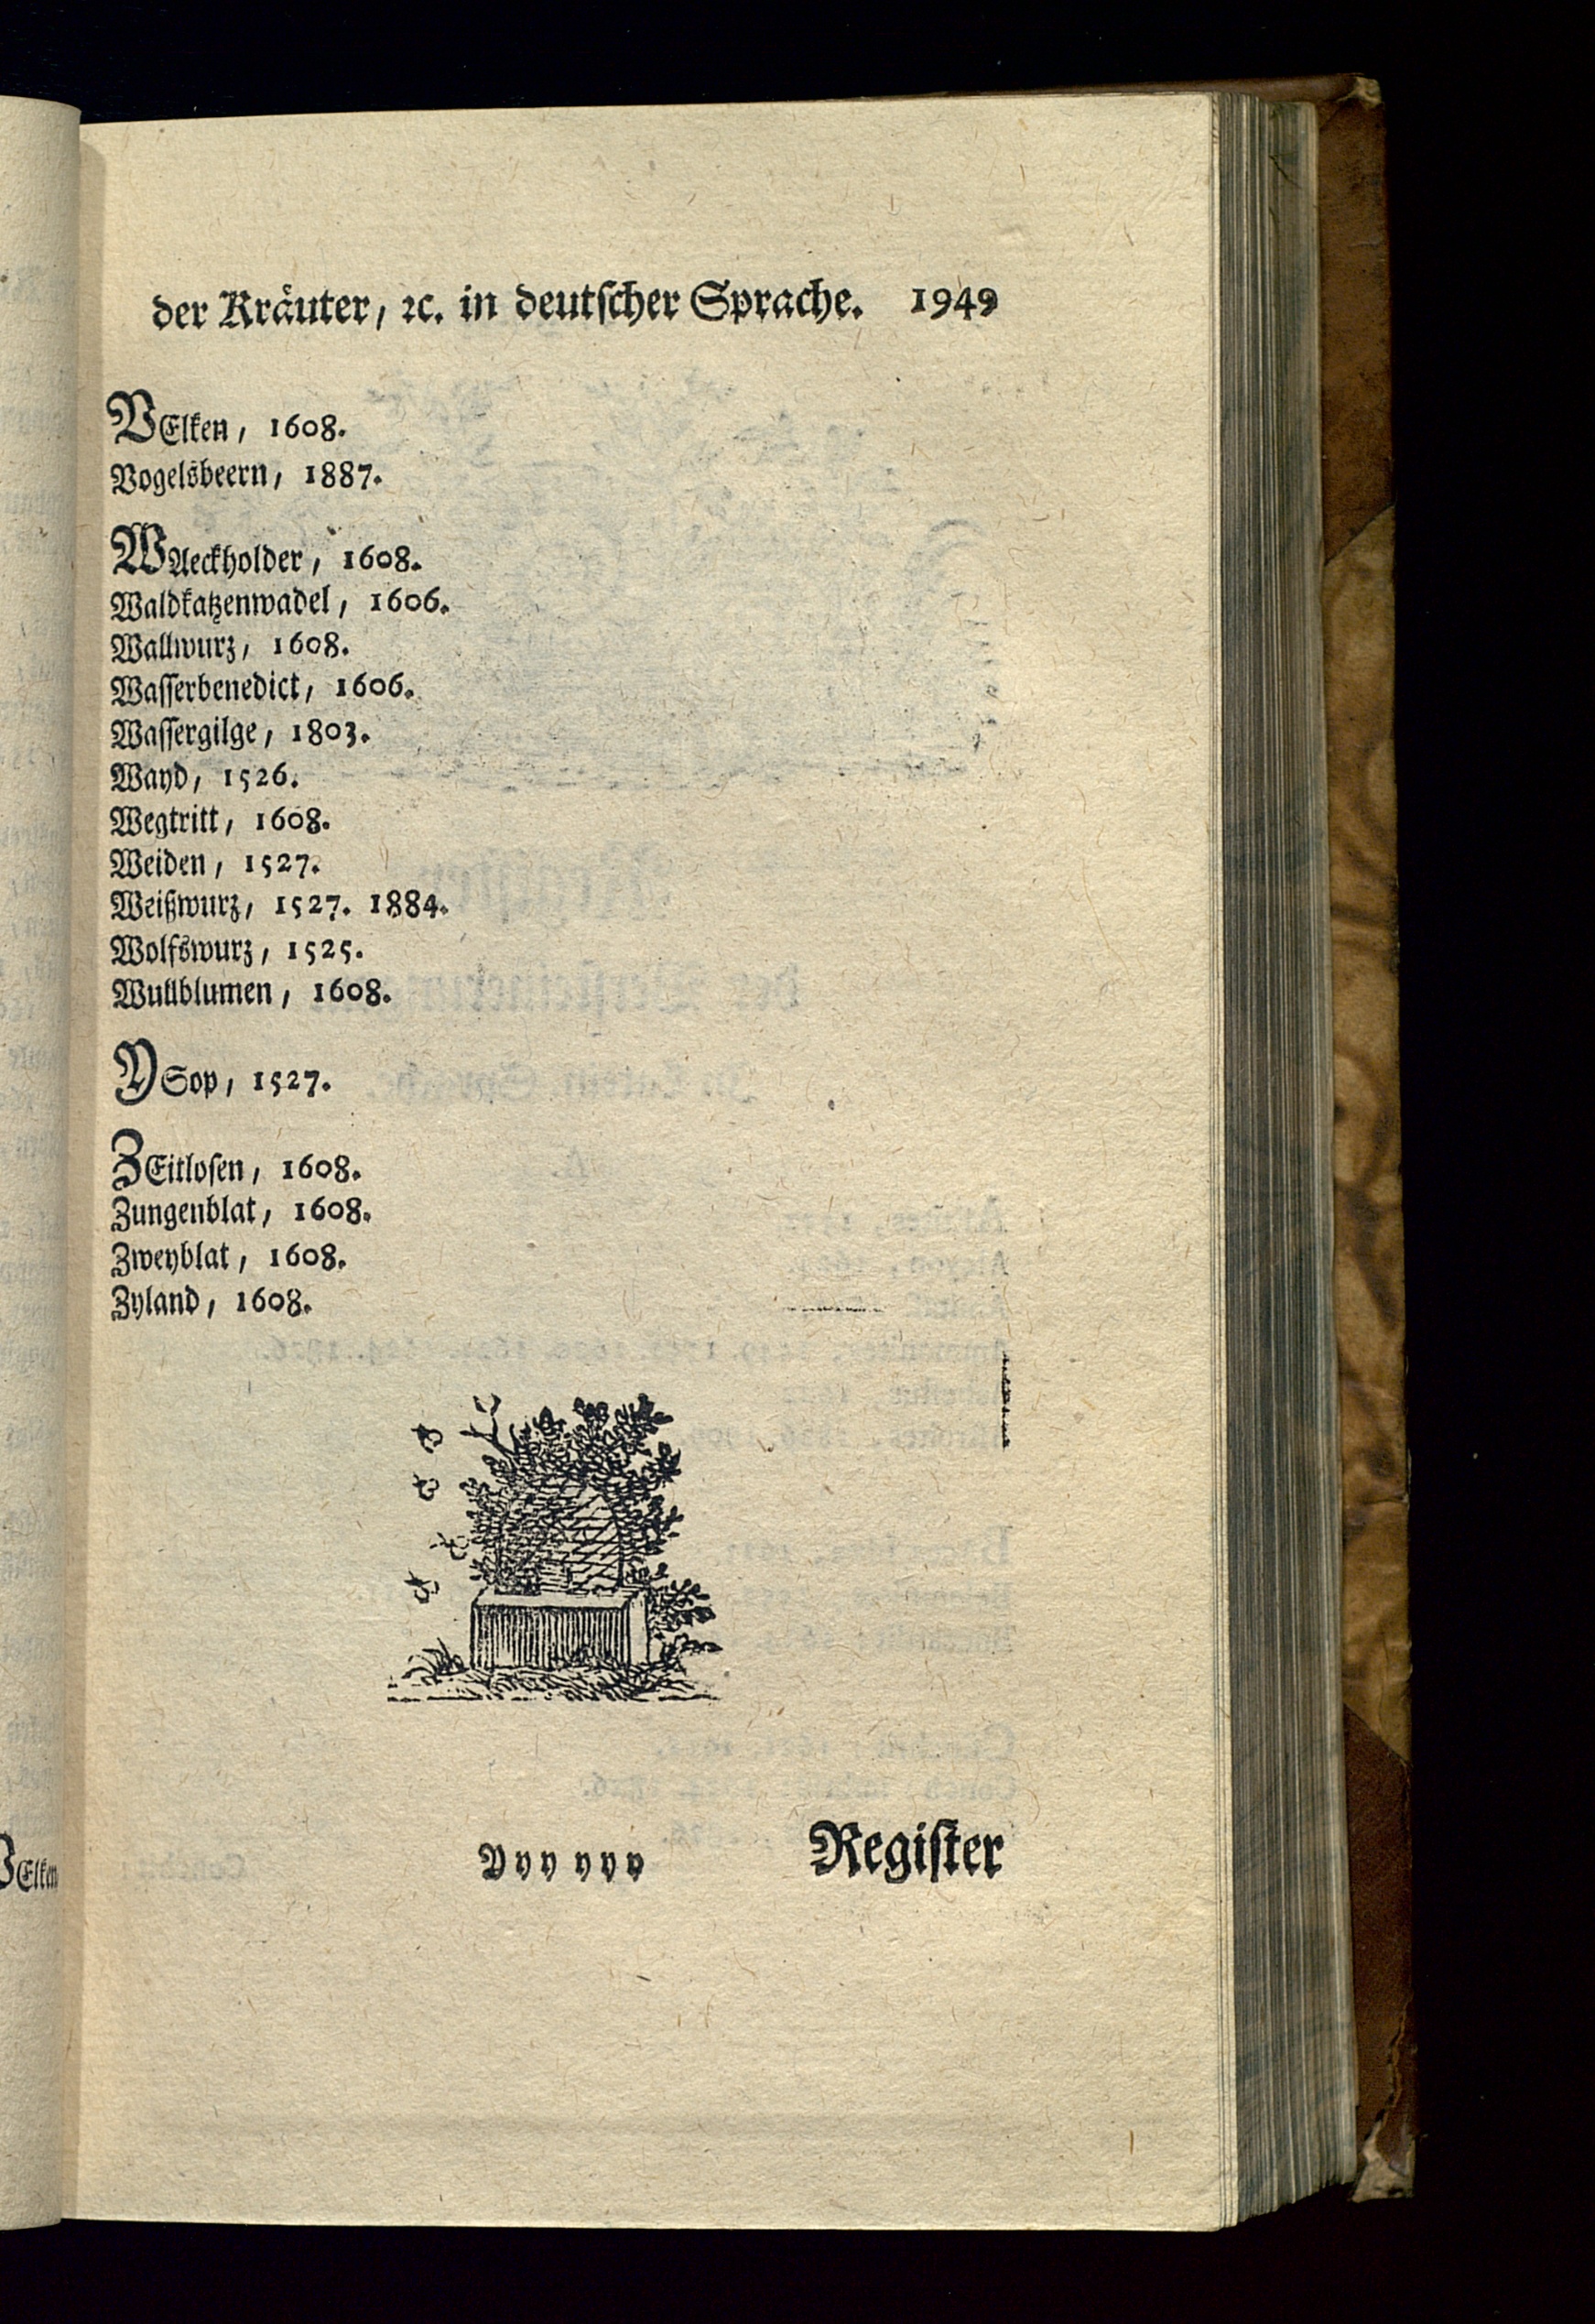 der Kräuter, ꝛc. in deutscher Sprache. 1949
VElken, 1608.
Vogelsbeern, 1887.
WAeckholder, 1608.
Waldkatzenwadel, 1606.
Wallwurz, 1608.
Wasserbenedict, 1606.
Wassergilge, 1803.
Wayd, 1526.
Wegtritt, 1608.
Weiden, 1527.
Weißwurz, 1527. 1884.
Wolfswurz, 1525.
Wullblumen, 1608.
YSop, 1527.
ZEitlosen, 1608.
Zungenblat, 1608.
Zweyblat, 1608.
Zyland, 1608.
Yyy yyy Register
VElken